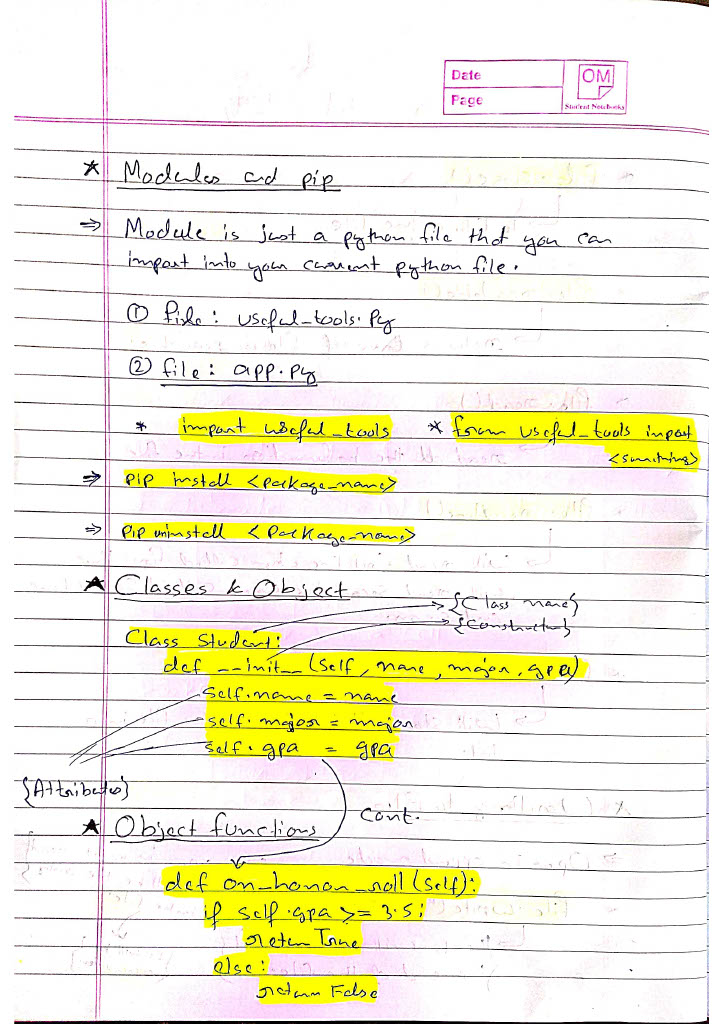 Date
Page
OM
Student Notebooks
* Modules and pip
⇒ Module is just a python file that you can
import into your current python file.
① file: useful_tools.py
② file: app.py
* import useful_tools * from useful_tools import
<something>
⇒ pip install <package_name>
⇒ pip uninstall <package_name>
* Classes & Object
{Class name}
{Constructor}
Class Student:
def __init__(self, name, major, gpa)
self.name = name
self.major = major
self.gpa = gpa
{Attributes}
cont.
* Object functions
def on_honor_roll(self):
if self.gpa >= 3.5:
return True
else:
return False